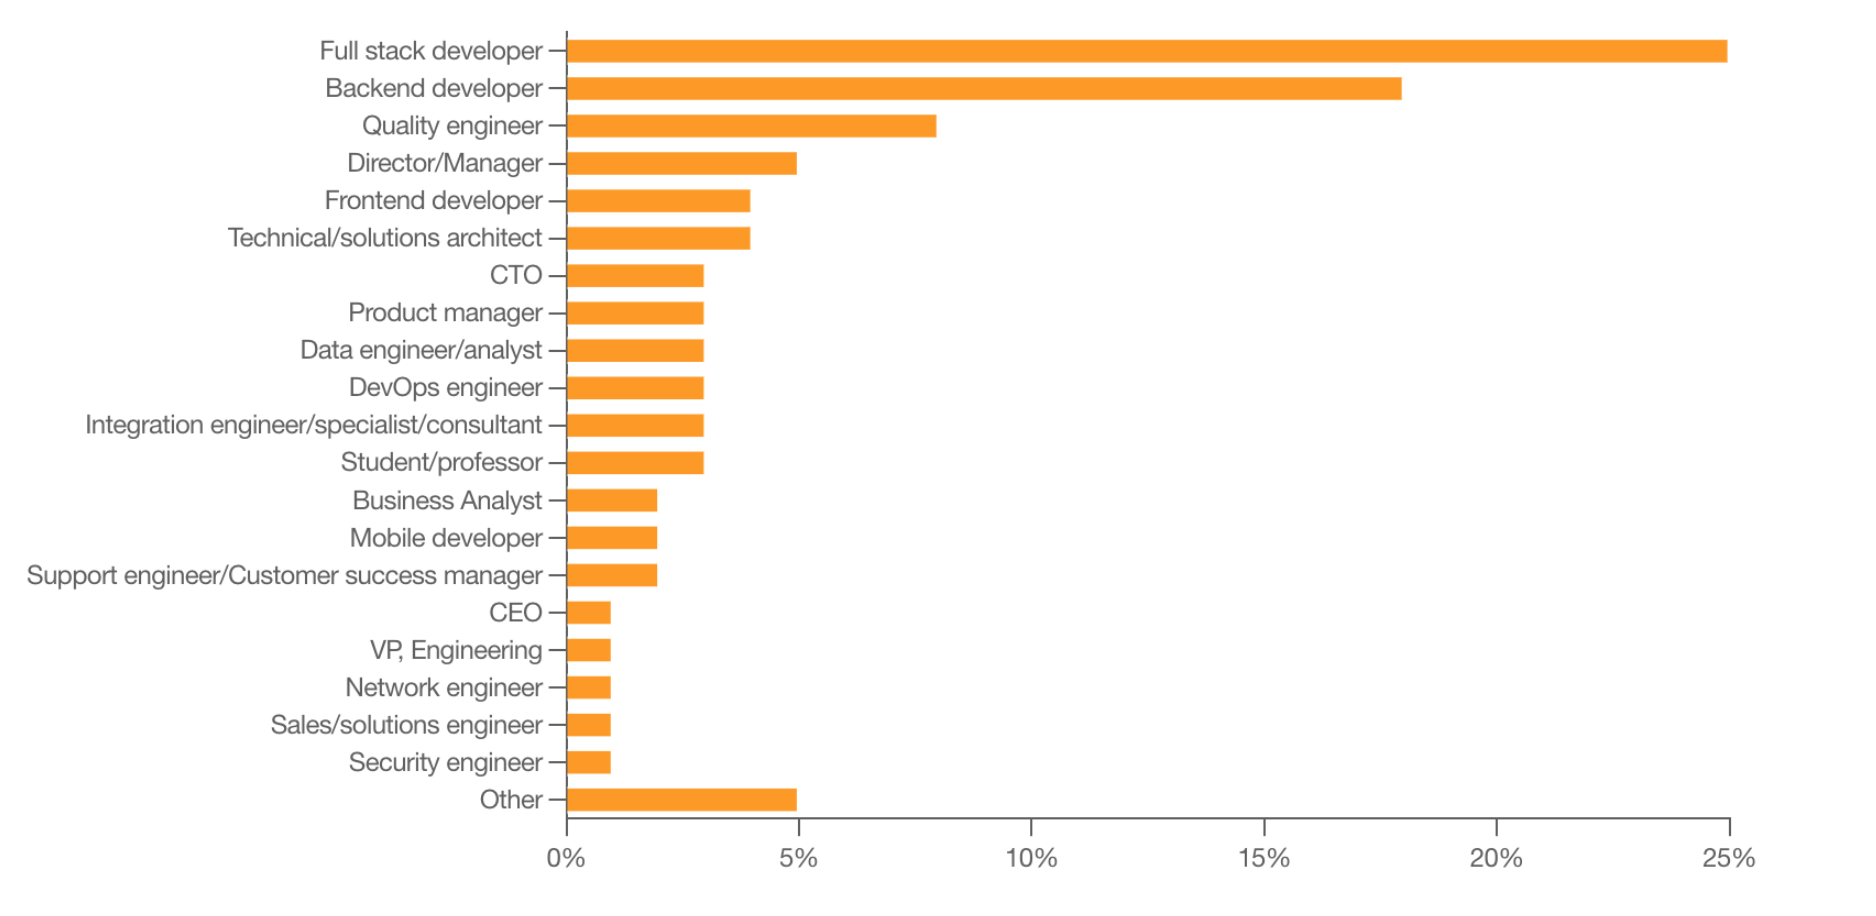 Full stack developer
Backend developer
Quality engineer
Director/Manager
Frontend developer
Technical/solutions architect
CTO
Product manager
Data engineer/analyst
DevOps engineer
Integration engineer/specialist/consultant
Student/professor
Business Analyst
Mobile developer
Support engineer/Customer success manager
CEO
VP, Engineering
Network engineer
Sales/solutions engineer
Security engineer
Other
0% 5% 10% 15% 20% 25%